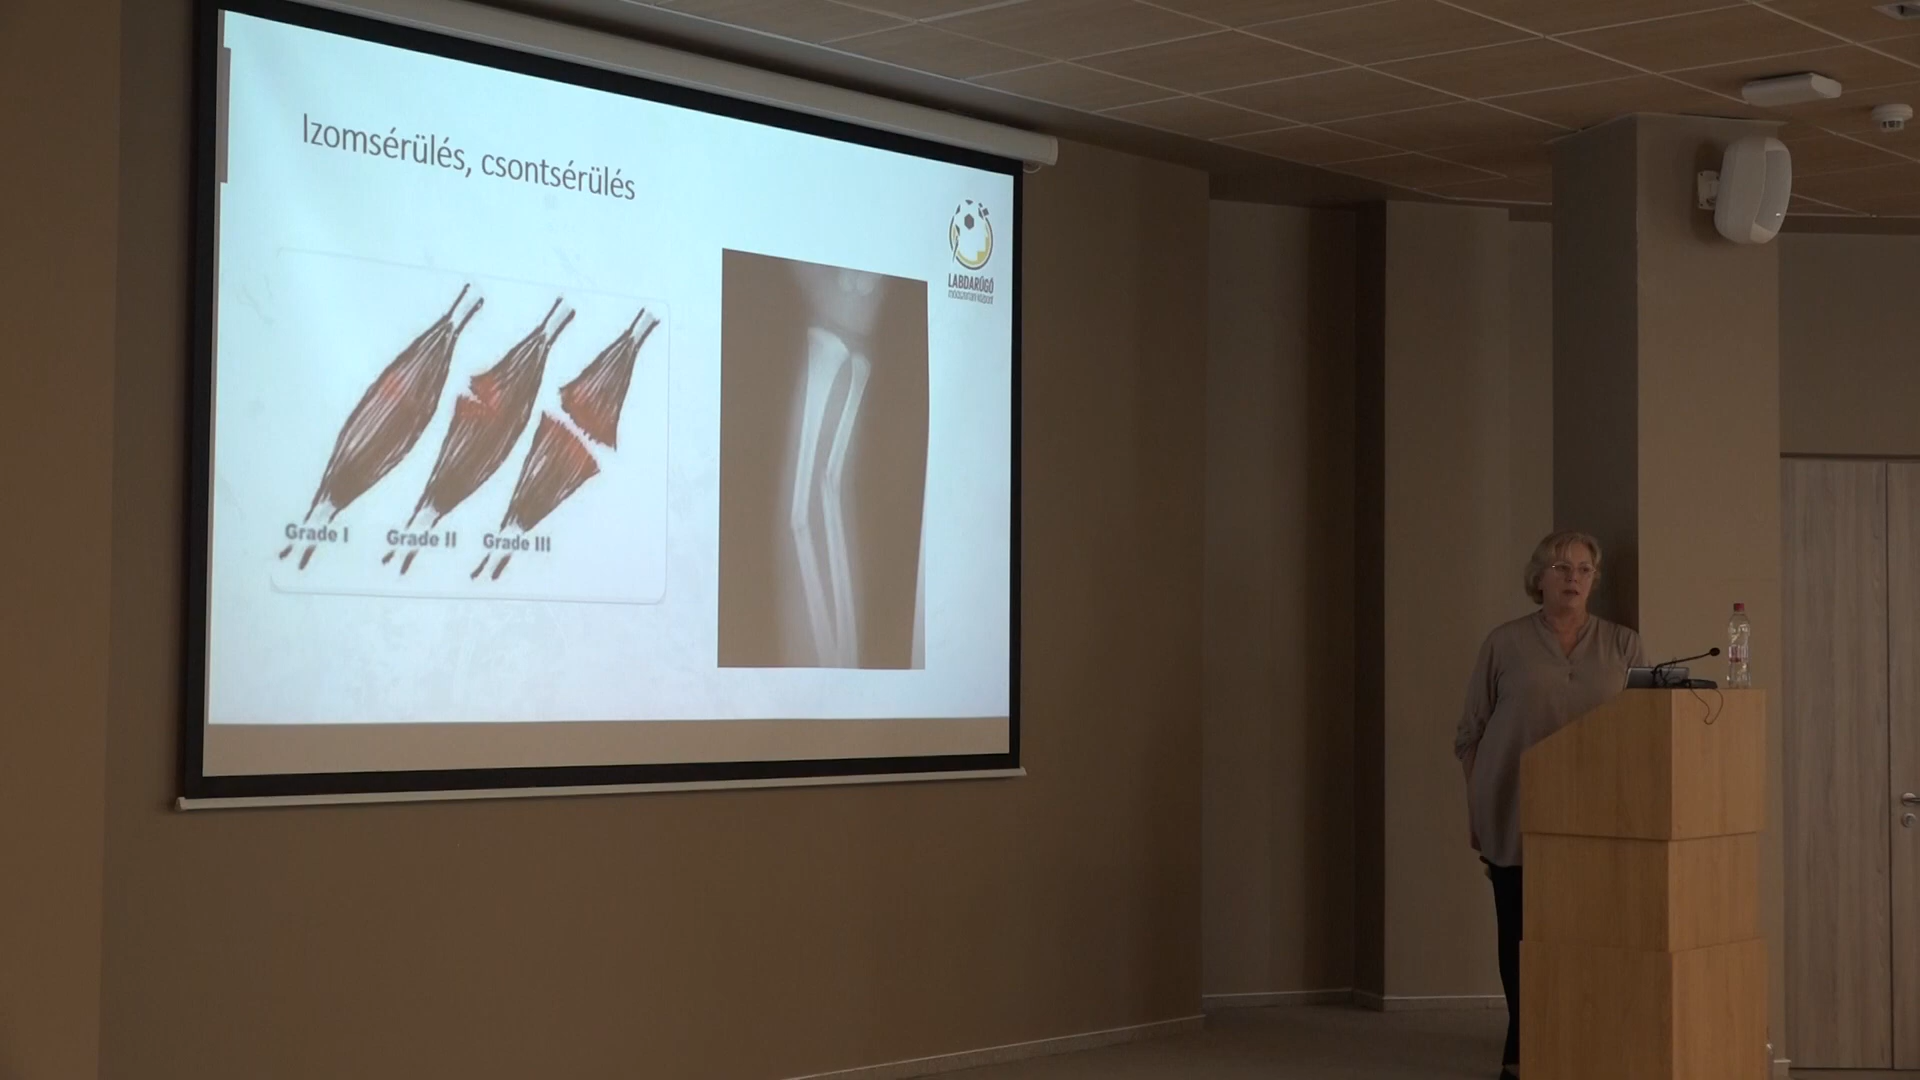 Izomsérülés, csontsérülés
LABDARÚGÓ
Grade I
Grade II
Grade III